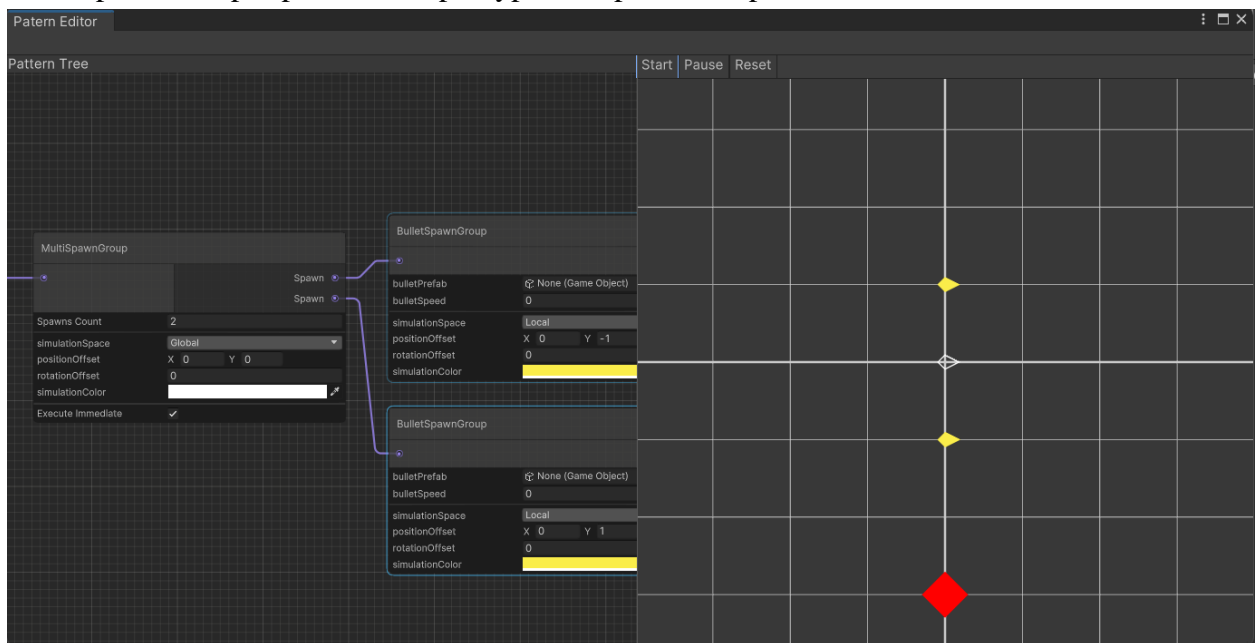 Patern Editor
Pattern Tree
Start Pause Reset
MultiSpawnGroup
Spawn
Spawn
Spawns Count 2
simulationSpace Global
positionOffset X 0 Y 0
rotationOffset 0
simulationColor
Execute Immediate
BulletSpawnGroup
bulletPrefab None (Game Object)
bulletSpeed 0
simulationSpace Local
positionOffset X 0 Y -1
rotationOffset 0
simulationColor
BulletSpawnGroup
bulletPrefab None (Game Object)
bulletSpeed 0
simulationSpace Local
positionOffset X 0 Y 1
rotationOffset 0
simulationColor